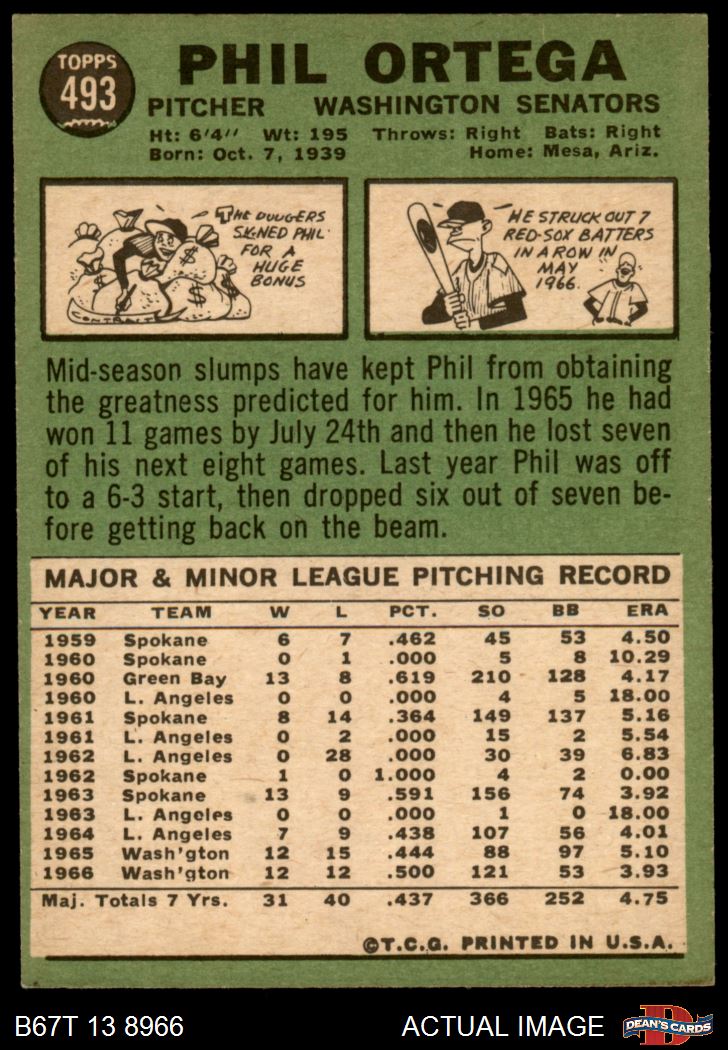 TOPPS
493
PHIL ORTEGA
PITCHER WASHINGTON SENATORS
Ht: 6'4" Wt: 195 Throws: Right Bats: Right
Born: Oct. 7, 1939 Home: Mesa, Ariz.
THE DODGERS
SIGNED PHIL
FOR A
HUGE
BONUS
CONTRACT
HE STRUCK OUT 7
RED-SOX BATTERS
IN A ROW IN
MAY
1966.
Mid-season slumps have kept Phil from obtaining
the greatness predicted for him. In 1965 he had
won 11 games by July 24th and then he lost seven
of his next eight games. Last year Phil was off
to a 6-3 start, then dropped six out of seven be-
fore getting back on the beam.
MAJOR & MINOR LEAGUE PITCHING RECORD
YEAR TEAM W L PCT. SO BB ERA
1959 Spokane 6 7 .462 45 53 4.50
1960 Spokane 0 1 .000 5 8 10.29
1960 Green Bay 13 8 .619 210 128 4.17
1960 L. Angeles 0 0 .000 4 5 18.00
1961 Spokane 8 14 .364 149 137 5.16
1961 L. Angeles 0 2 .000 15 2 5.54
1962 L. Angeles 0 28 .000 30 39 6.83
1962 Spokane 1 0 1.000 4 2 0.00
1963 Spokane 13 9 .591 156 74 3.92
1963 L. Angeles 0 0 .000 1 0 18.00
1964 L. Angeles 7 9 .438 107 56 4.01
1965 Wash'gton 12 15 .444 88 97 5.10
1966 Wash'gton 12 12 .500 121 53 3.93
Maj. Totals 7 Yrs. 31 40 .437 366 252 4.75
©T.C.G. PRINTED IN U.S.A.
B67T 13 8966 ACTUAL IMAGE
D
DEAN'S CARDS